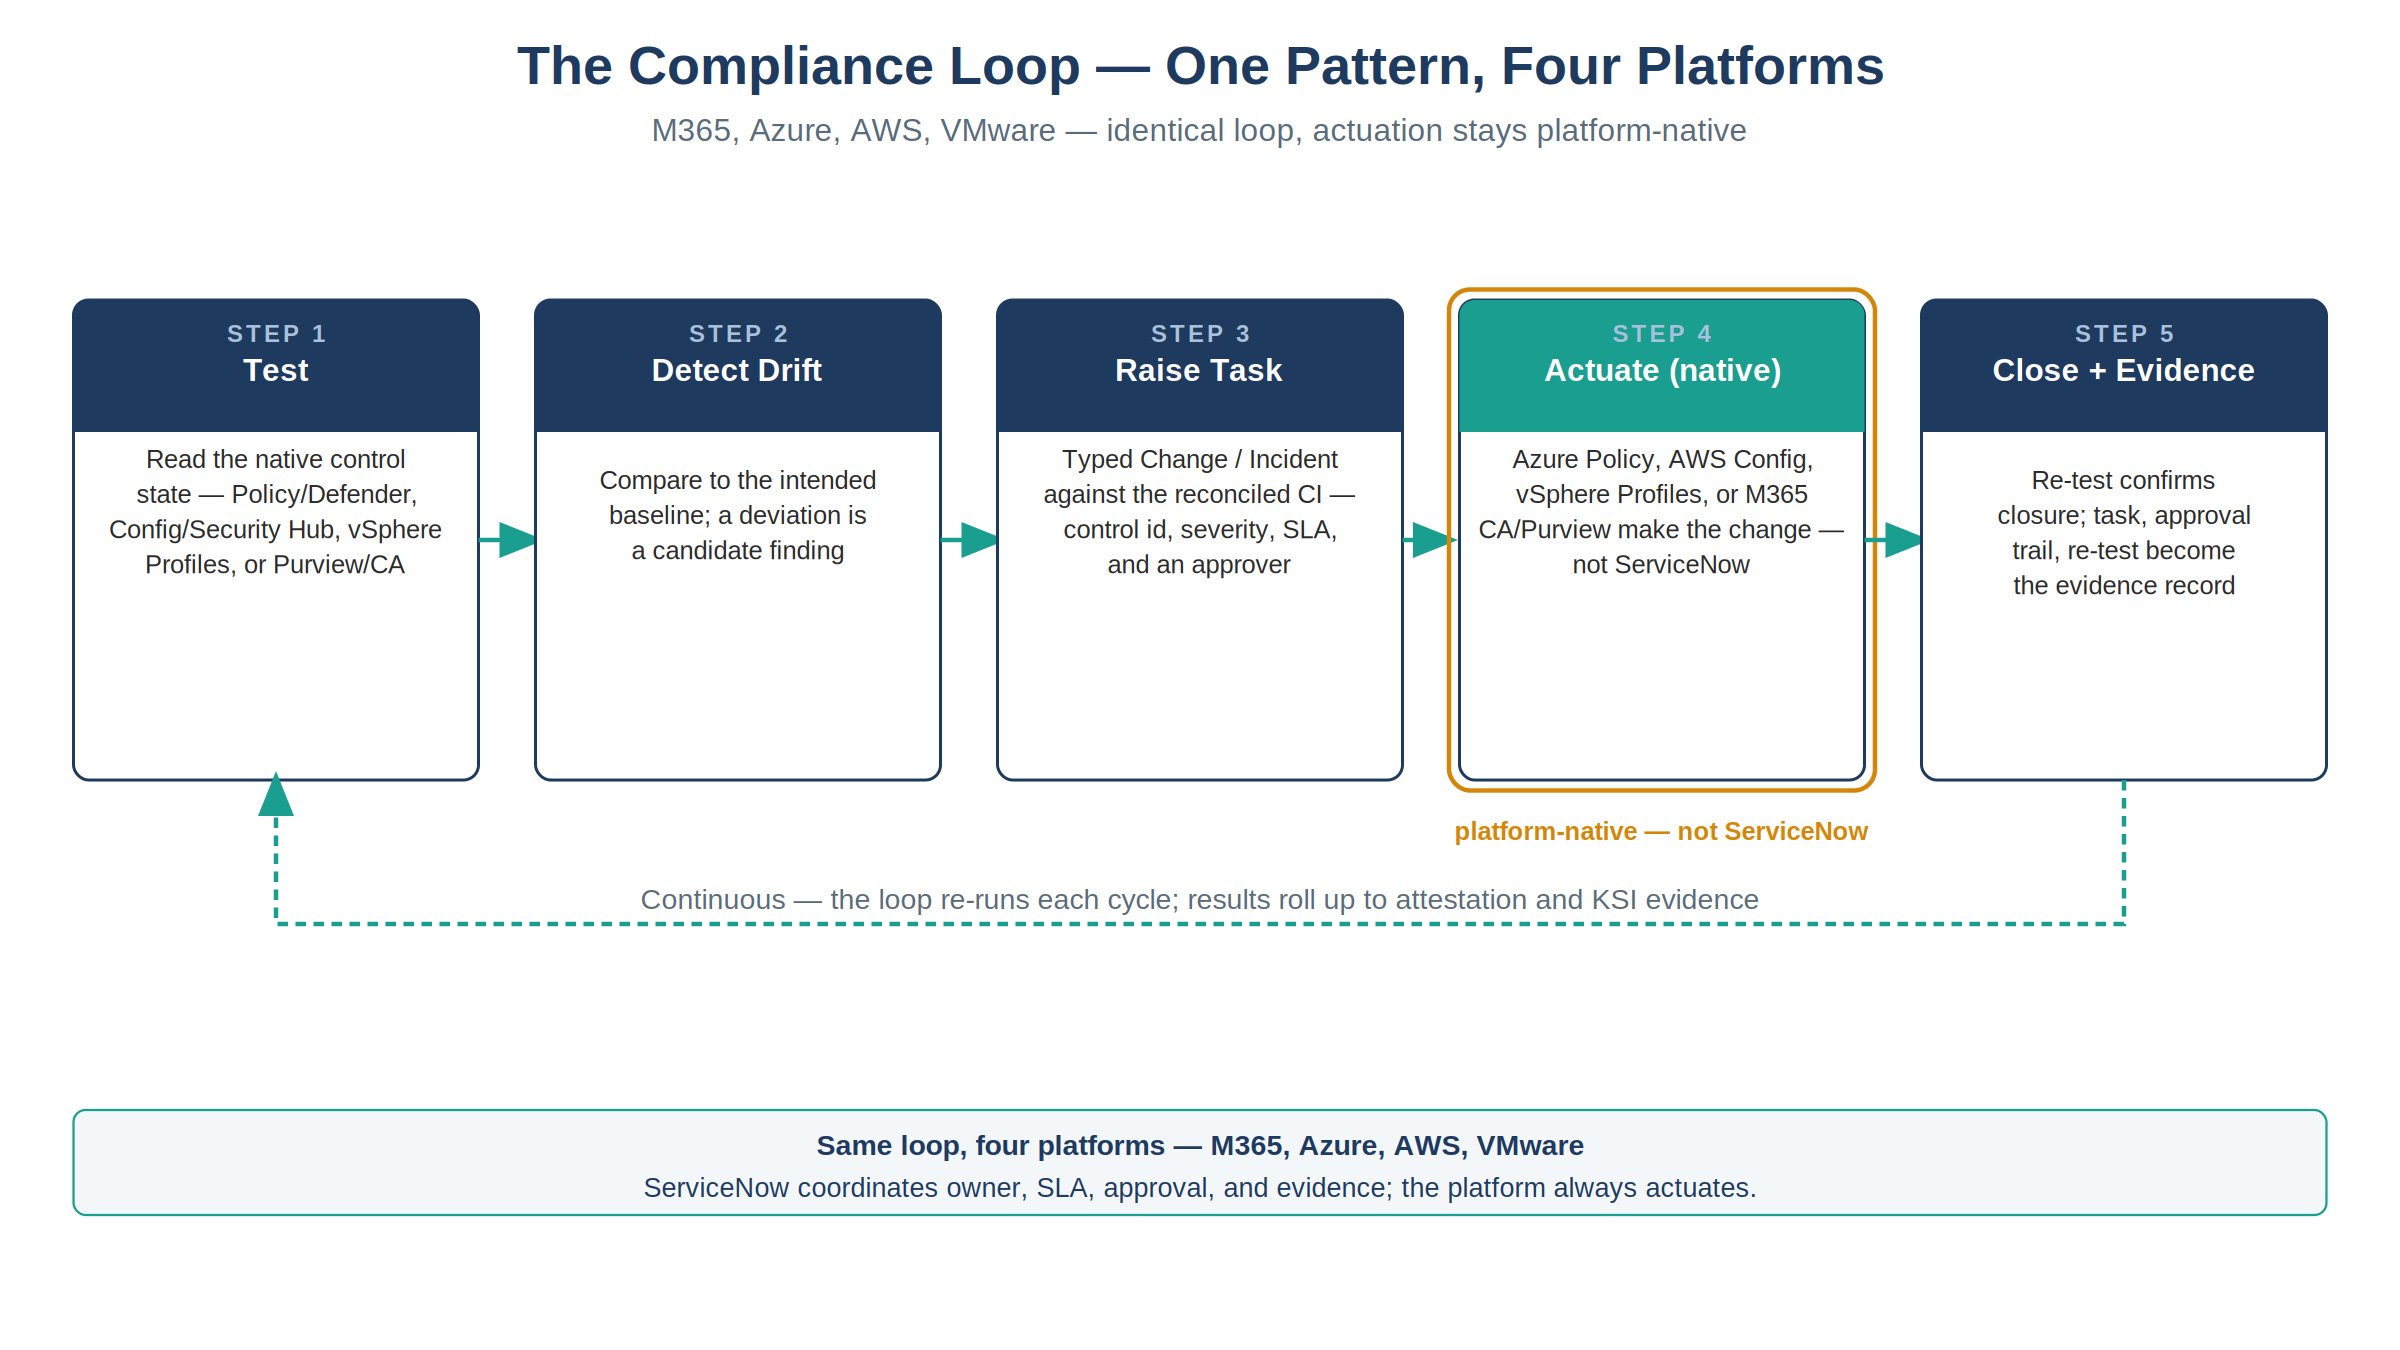 The Compliance Loop — One Pattern, Four Platforms
M365, Azure, AWS, VMware — identical loop, actuation stays platform-native
STEP 1
Test
Read the native control
state — Policy/Defender,
Config/Security Hub, vSphere
Profiles, or Purview/CA
STEP 2
Detect Drift
Compare to the intended
baseline; a deviation is
a candidate finding
STEP 3
Raise Task
Typed Change / Incident
against the reconciled CI —
control id, severity, SLA,
and an approver
STEP 4
Actuate (native)
Azure Policy, AWS Config,
vSphere Profiles, or M365
CA/Purview make the change —
not ServiceNow
STEP 5
Close + Evidence
Re-test confirms
closure; task, approval
trail, re-test become
the evidence record
platform-native — not ServiceNow
Continuous — the loop re-runs each cycle; results roll up to attestation and KSI evidence
Same loop, four platforms — M365, Azure, AWS, VMware
ServiceNow coordinates owner, SLA, approval, and evidence; the platform always actuates.